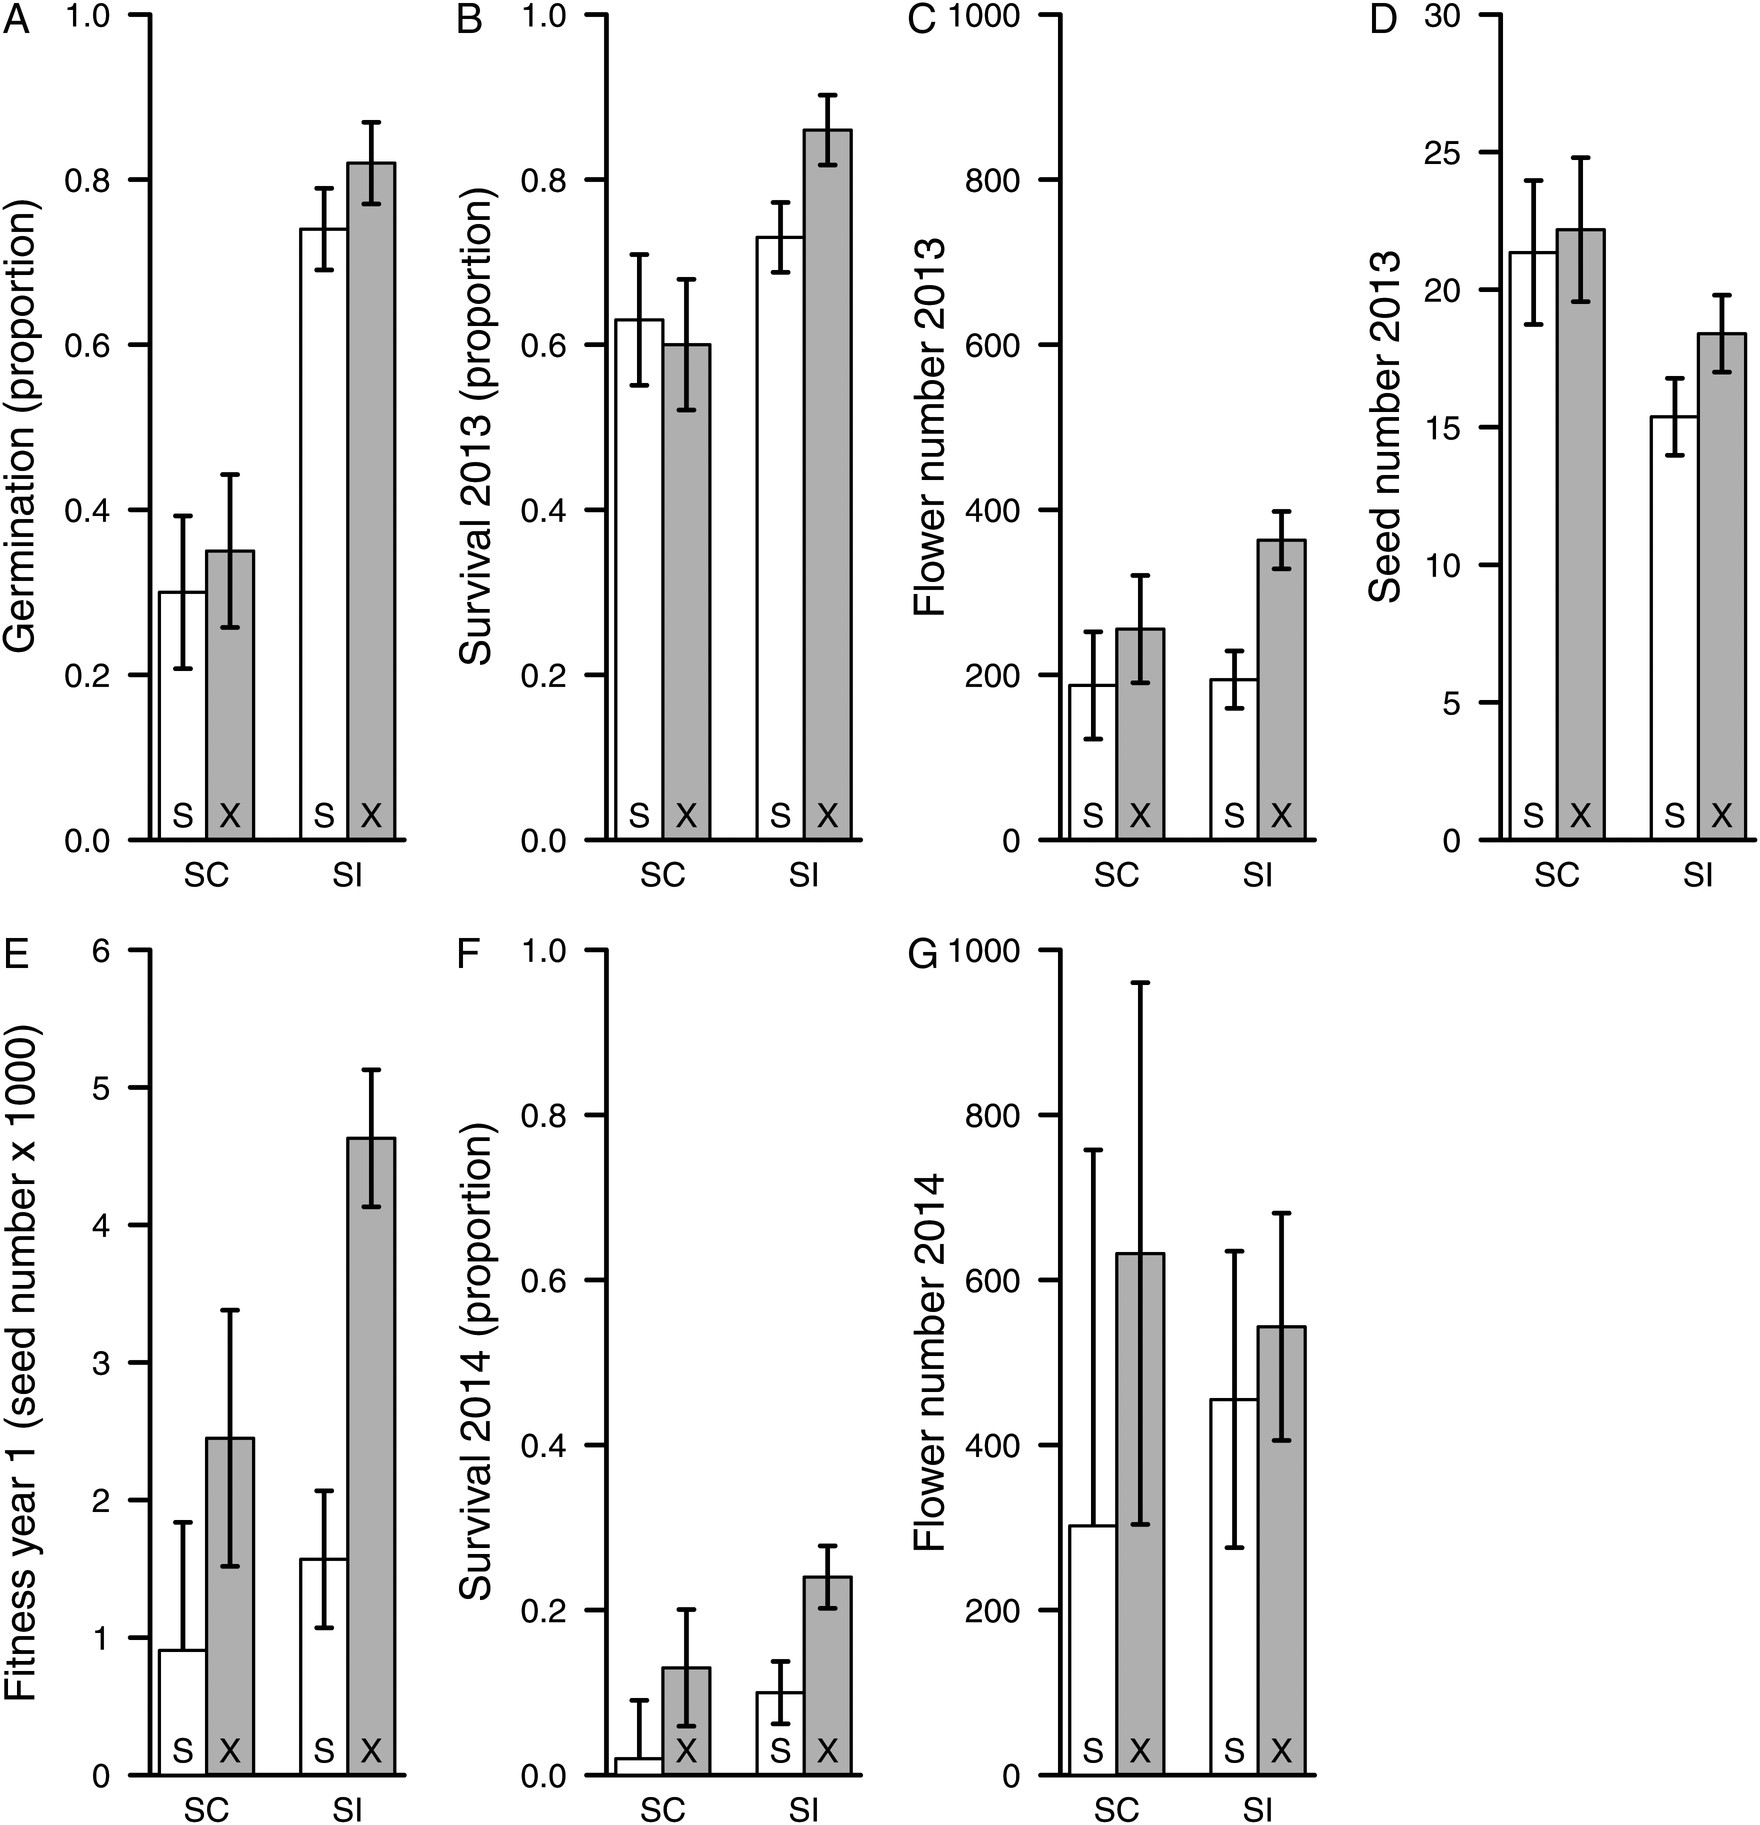 A
Germination (proportion)
1.0
0.8
0.6
0.4
0.2
0.0
S X S X
SC SI
B
Survival 2013 (proportion)
1.0
0.8
0.6
0.4
0.2
0.0
S X S X
SC SI
C
Flower number 2013
1000
800
600
400
200
0
S X S X
SC SI
D
Seed number 2013
30
25
20
15
10
5
0
S X S X
SC SI
E
Fitness year 1 (seed number x 1000)
6
5
4
3
2
1
0
S X S X
SC SI
F
Survival 2014 (proportion)
1.0
0.8
0.6
0.4
0.2
0.0
X S X
SC SI
G
Flower number 2014
1000
800
600
400
200
0
S X S X
SC SI